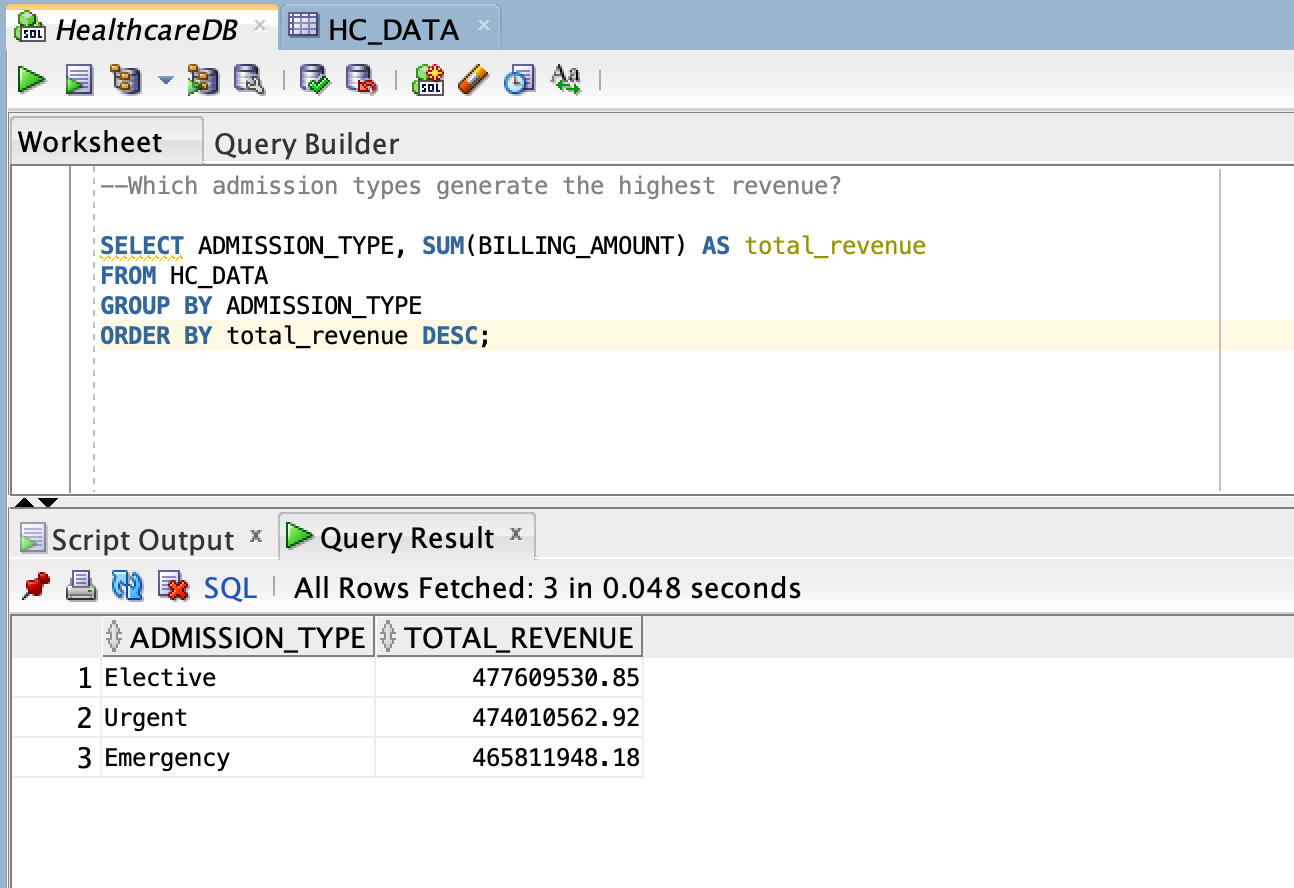 HealthcareDB HC_DATA
SQL
Aa
Worksheet Query Builder
--Which admission types generate the highest revenue?
SELECT ADMISSION_TYPE, SUM(BILLING_AMOUNT) AS total_revenue
FROM HC_DATA
GROUP BY ADMISSION_TYPE
ORDER BY total_revenue DESC;
Script Output Query Result
SQL All Rows Fetched: 3 in 0.048 seconds
ADMISSION_TYPE TOTAL_REVENUE
1 Elective 477609530.85
2 Urgent 474010562.92
3 Emergency 465811948.18